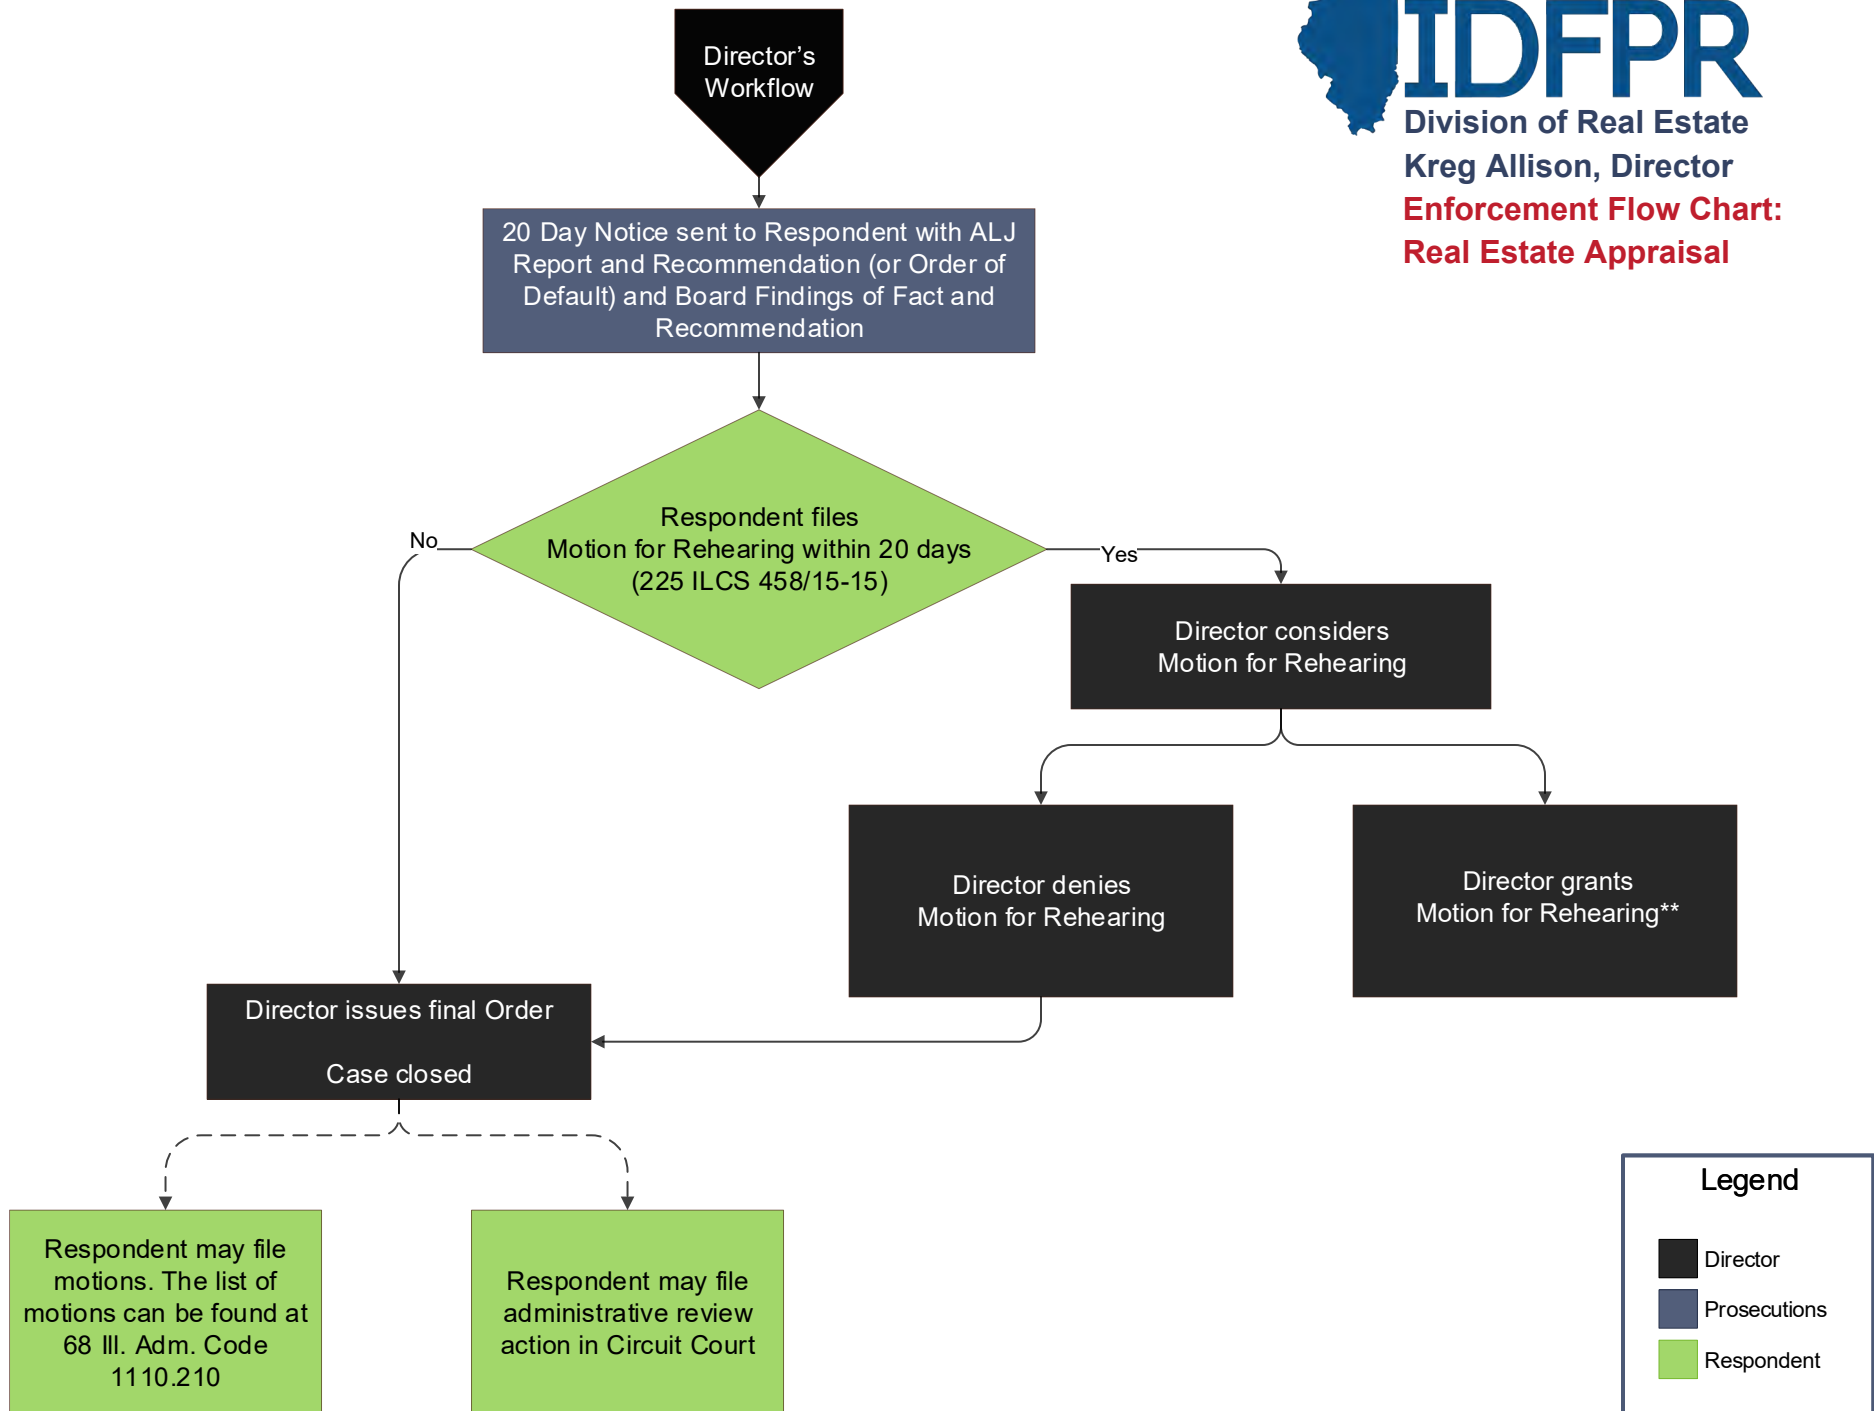 Director’s
Workflow
IDFPR
Division of Real Estate
Kreg Allison, Director
Enforcement Flow Chart:
Real Estate Appraisal
20 Day Notice sent to Respondent with ALJ
Report and Recommendation (or Order of
Default) and Board Findings of Fact and
Recommendation
Respondent files
Motion for Rehearing within 20 days
(225 ILCS 458/15-15)
No
Yes
Director considers
Motion for Rehearing
Director denies
Motion for Rehearing
Director grants
Motion for Rehearing**
Director issues final Order
Case closed
Respondent may file
motions. The list of
motions can be found at
68 Ill. Adm. Code
1110.210
Respondent may file
administrative review
action in Circuit Court
Legend
Director
Prosecutions
Respondent